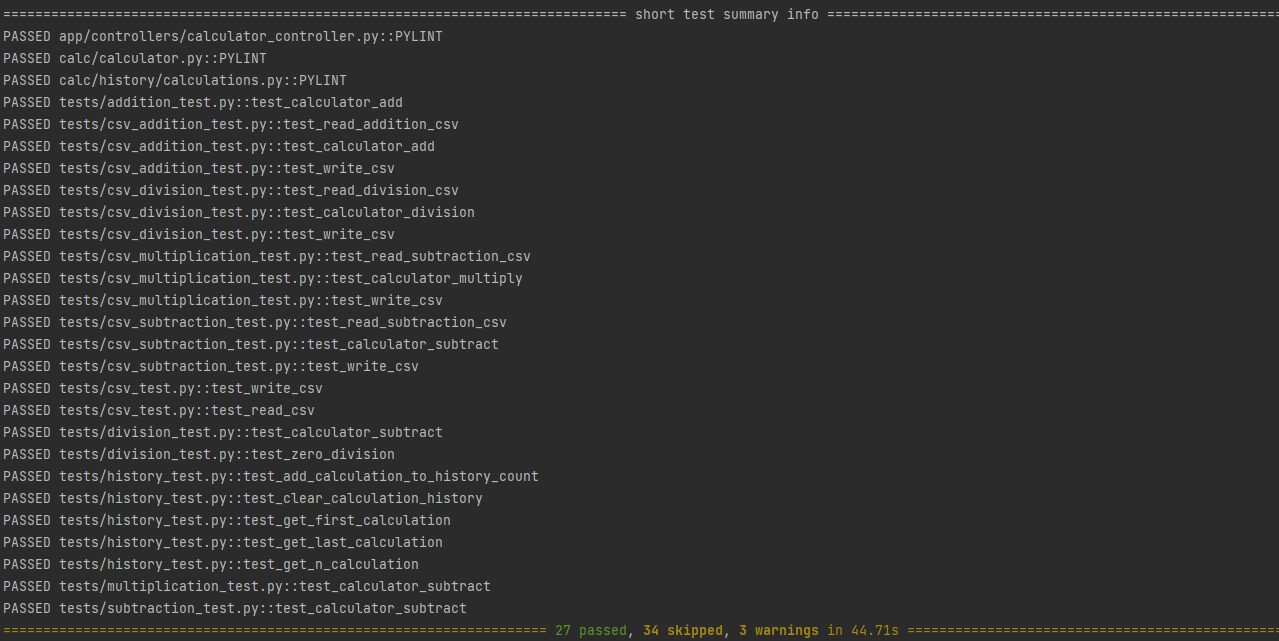 ============================================================================== short test summary info =========================================================
PASSED app/controllers/calculator_controller.py::PYLINT
PASSED calc/calculator.py::PYLINT
PASSED calc/history/calculations.py::PYLINT
PASSED tests/addition_test.py::test_calculator_add
PASSED tests/csv_addition_test.py::test_read_addition_csv
PASSED tests/csv_addition_test.py::test_calculator_add
PASSED tests/csv_addition_test.py::test_write_csv
PASSED tests/csv_division_test.py::test_read_division_csv
PASSED tests/csv_division_test.py::test_calculator_division
PASSED tests/csv_division_test.py::test_write_csv
PASSED tests/csv_multiplication_test.py::test_read_subtraction_csv
PASSED tests/csv_multiplication_test.py::test_calculator_multiply
PASSED tests/csv_multiplication_test.py::test_write_csv
PASSED tests/csv_subtraction_test.py::test_read_subtraction_csv
PASSED tests/csv_subtraction_test.py::test_calculator_subtract
PASSED tests/csv_subtraction_test.py::test_write_csv
PASSED tests/csv_test.py::test_write_csv
PASSED tests/csv_test.py::test_read_csv
PASSED tests/division_test.py::test_calculator_subtract
PASSED tests/division_test.py::test_zero_division
PASSED tests/history_test.py::test_add_calculation_to_history_count
PASSED tests/history_test.py::test_clear_calculation_history
PASSED tests/history_test.py::test_get_first_calculation
PASSED tests/history_test.py::test_get_last_calculation
PASSED tests/history_test.py::test_get_n_calculation
PASSED tests/multiplication_test.py::test_calculator_subtract
PASSED tests/subtraction_test.py::test_calculator_subtract
==================================================================== 27 passed, 34 skipped, 3 warnings in 44.71s ===============================================